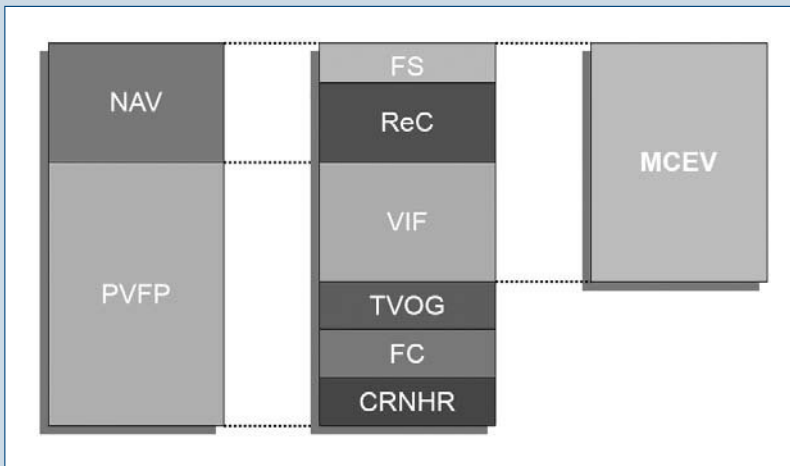 NAV
PVFP
FS
ReC
VIF
TVOG
FC
CRNHR
MCEV